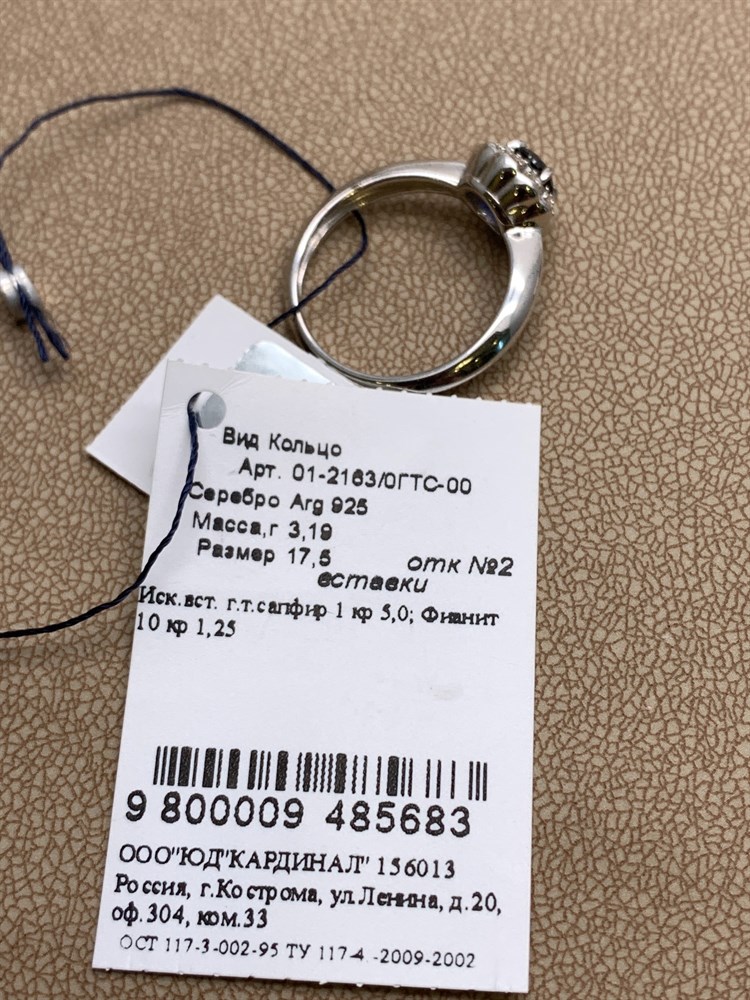 Вид Кольцо
Арт. 01-2163/0ГТС-00
Серебро Arg 925
Масса,г 3,19
Размер 17,5 отк №2
вставки
Иск.вст. г.т.сапфир 1 кр 5,0; Фианит
10 кр 1,25
9 800009 485683
ООО"ЮД"КАРДИНАЛ" 156013
Россия, г.Кострома, ул.Ленина, д.20,
оф.304, ком.33
ОСТ 117-3-002-95 ТУ 117-4 -2009-2002